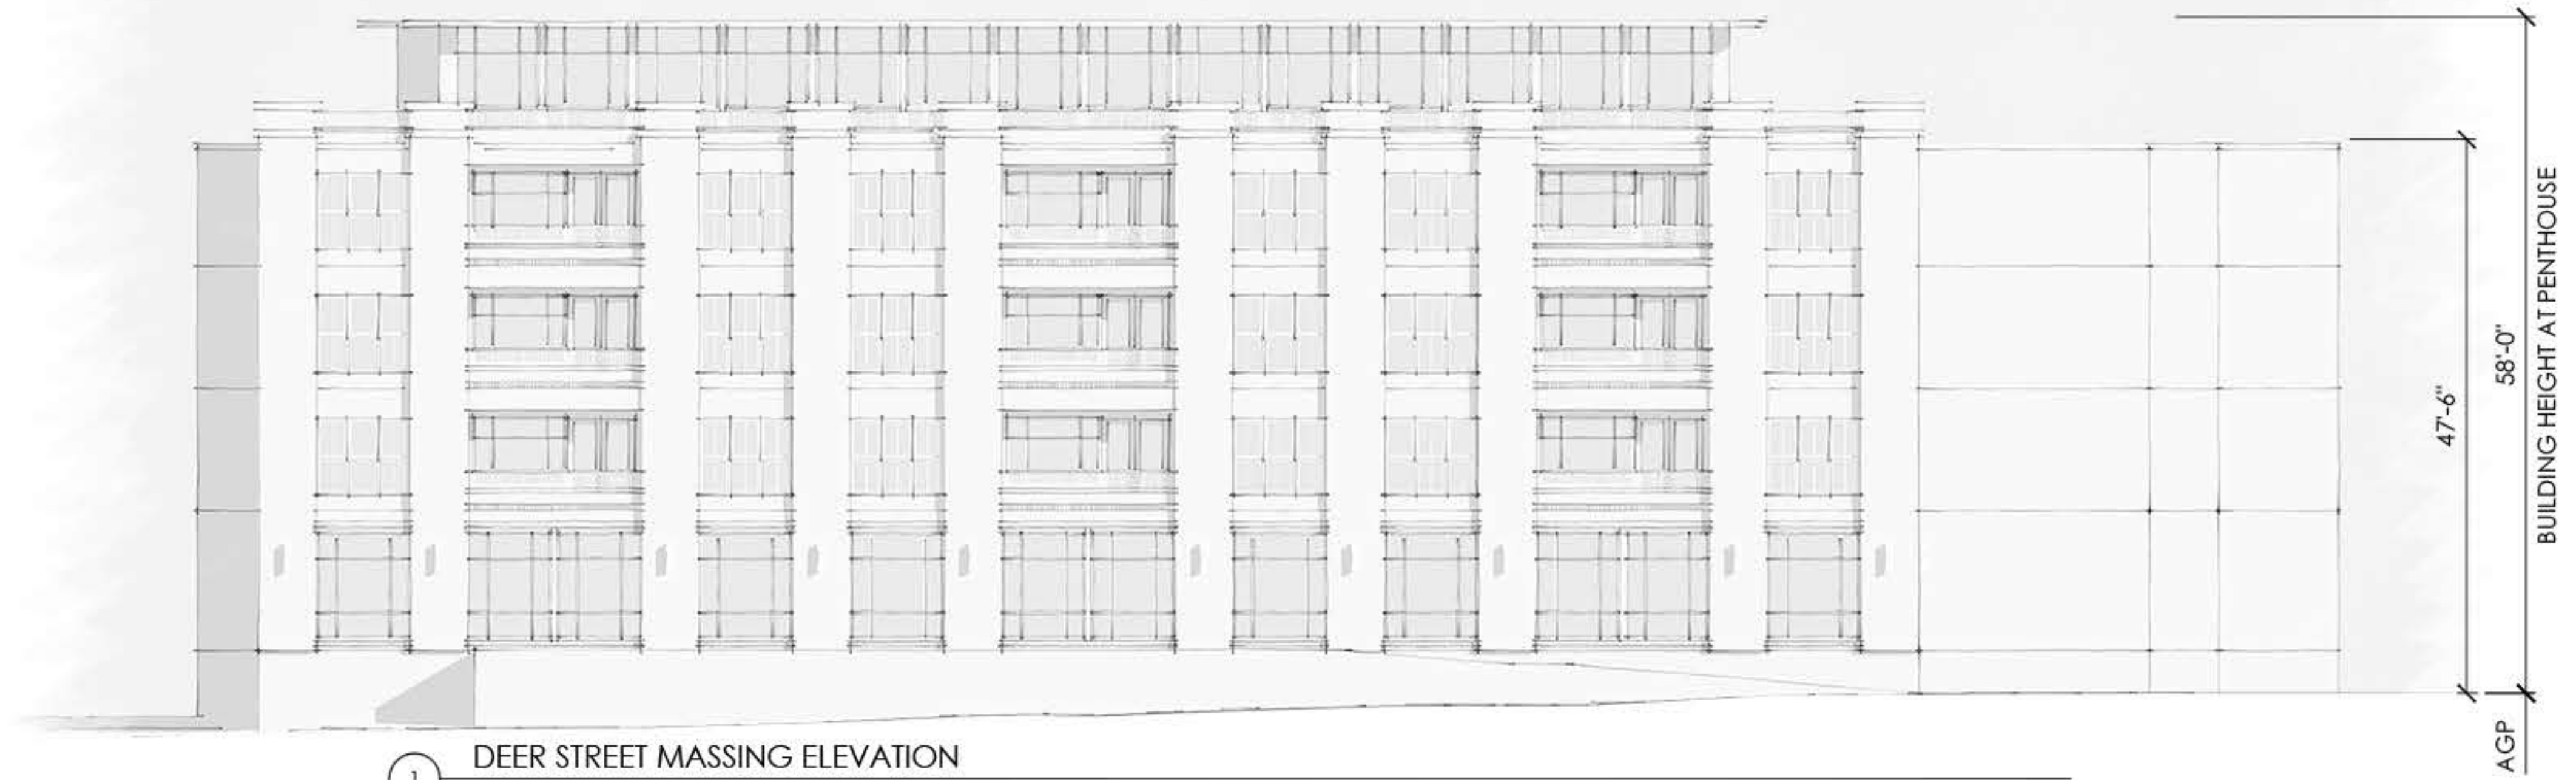 BUILDING HEIGHT AT PENTHOUSE
58'-0"
47'-6"
AGP
1
DEER STREET MASSING ELEVATION